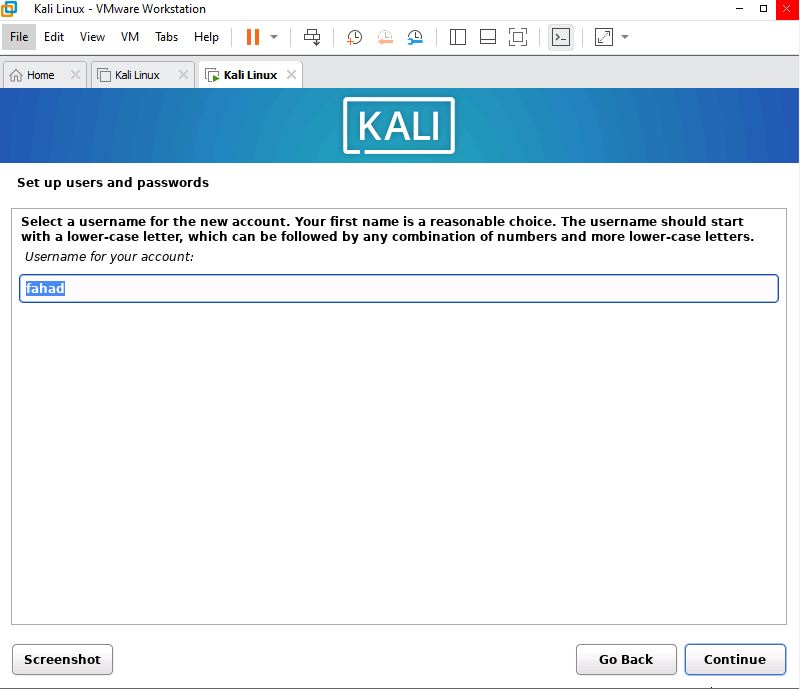 Kali Linux - VMware Workstation
File Edit View VM Tabs Help
Home Kali Linux Kali Linux
KALI
Set up users and passwords
Select a username for the new account. Your first name is a reasonable choice. The username should start
with a lower-case letter, which can be followed by any combination of numbers and more lower-case letters.
Username for your account:
fahad
Screenshot Go Back Continue